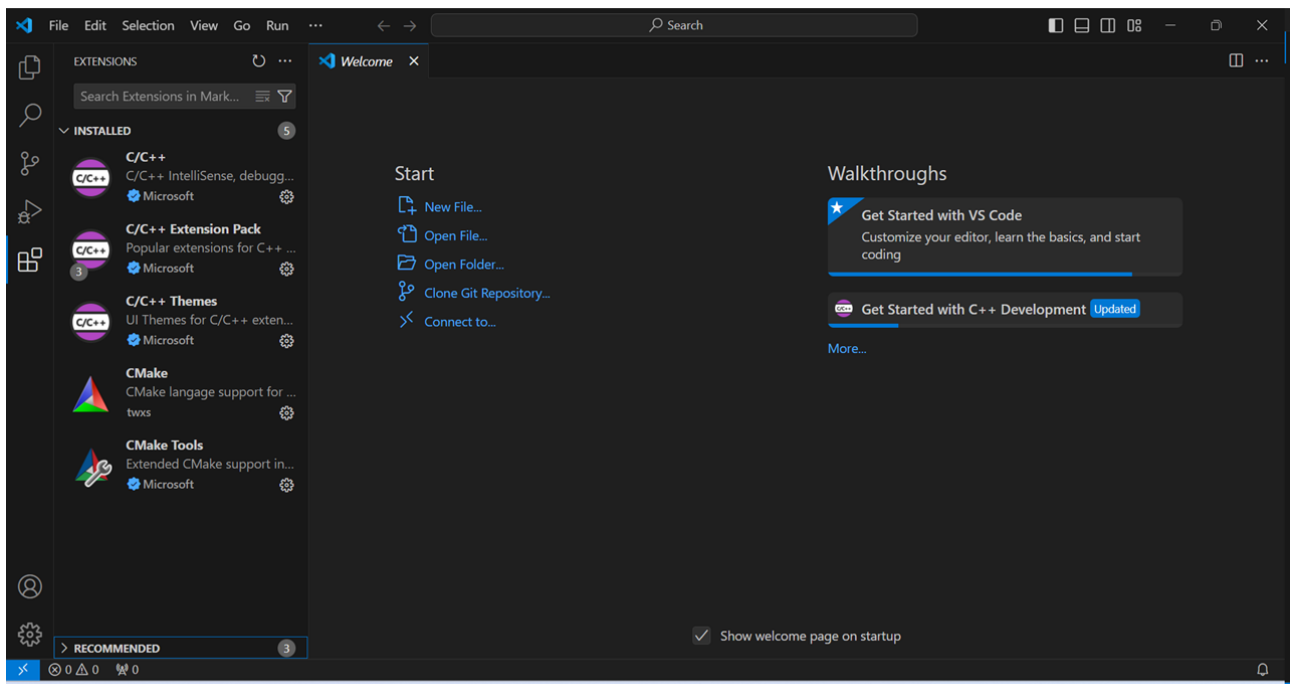 File Edit Selection View Go Run ···
Search
EXTENSIONS
Search Extensions in Mark...
INSTALLED 5
C/C++
C/C++
C/C++ IntelliSense, debugg...
Microsoft
C/C++ Extension Pack
C/C++
Popular extensions for C++ ...
3
Microsoft
C/C++ Themes
C/C++
UI Themes for C/C++ exten...
Microsoft
CMake
CMake langage support for ...
twxs
CMake Tools
Extended CMake support in...
Microsoft
RECOMMENDED 3
Welcome
Start
New File...
Open File...
Open Folder...
Clone Git Repository...
Connect to...
Walkthroughs
Get Started with VS Code
Customize your editor, learn the basics, and start
coding
C/C++ Get Started with C++ Development Updated
More...
Show welcome page on startup
0 0 0